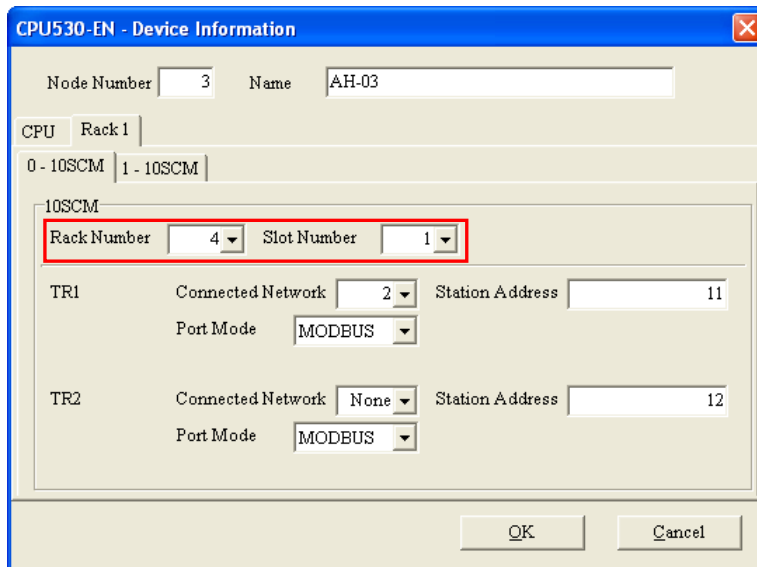 CPU530-EN - Device Information
Node Number 3 Name AH-03
CPU Rack 1
0 - 10SCM 1 - 10SCM
10SCM
Rack Number 4 Slot Number 1
TR1 Connected Network 2 Station Address 11
Port Mode MODBUS
TR2 Connected Network None Station Address 12
Port Mode MODBUS
OK Cancel